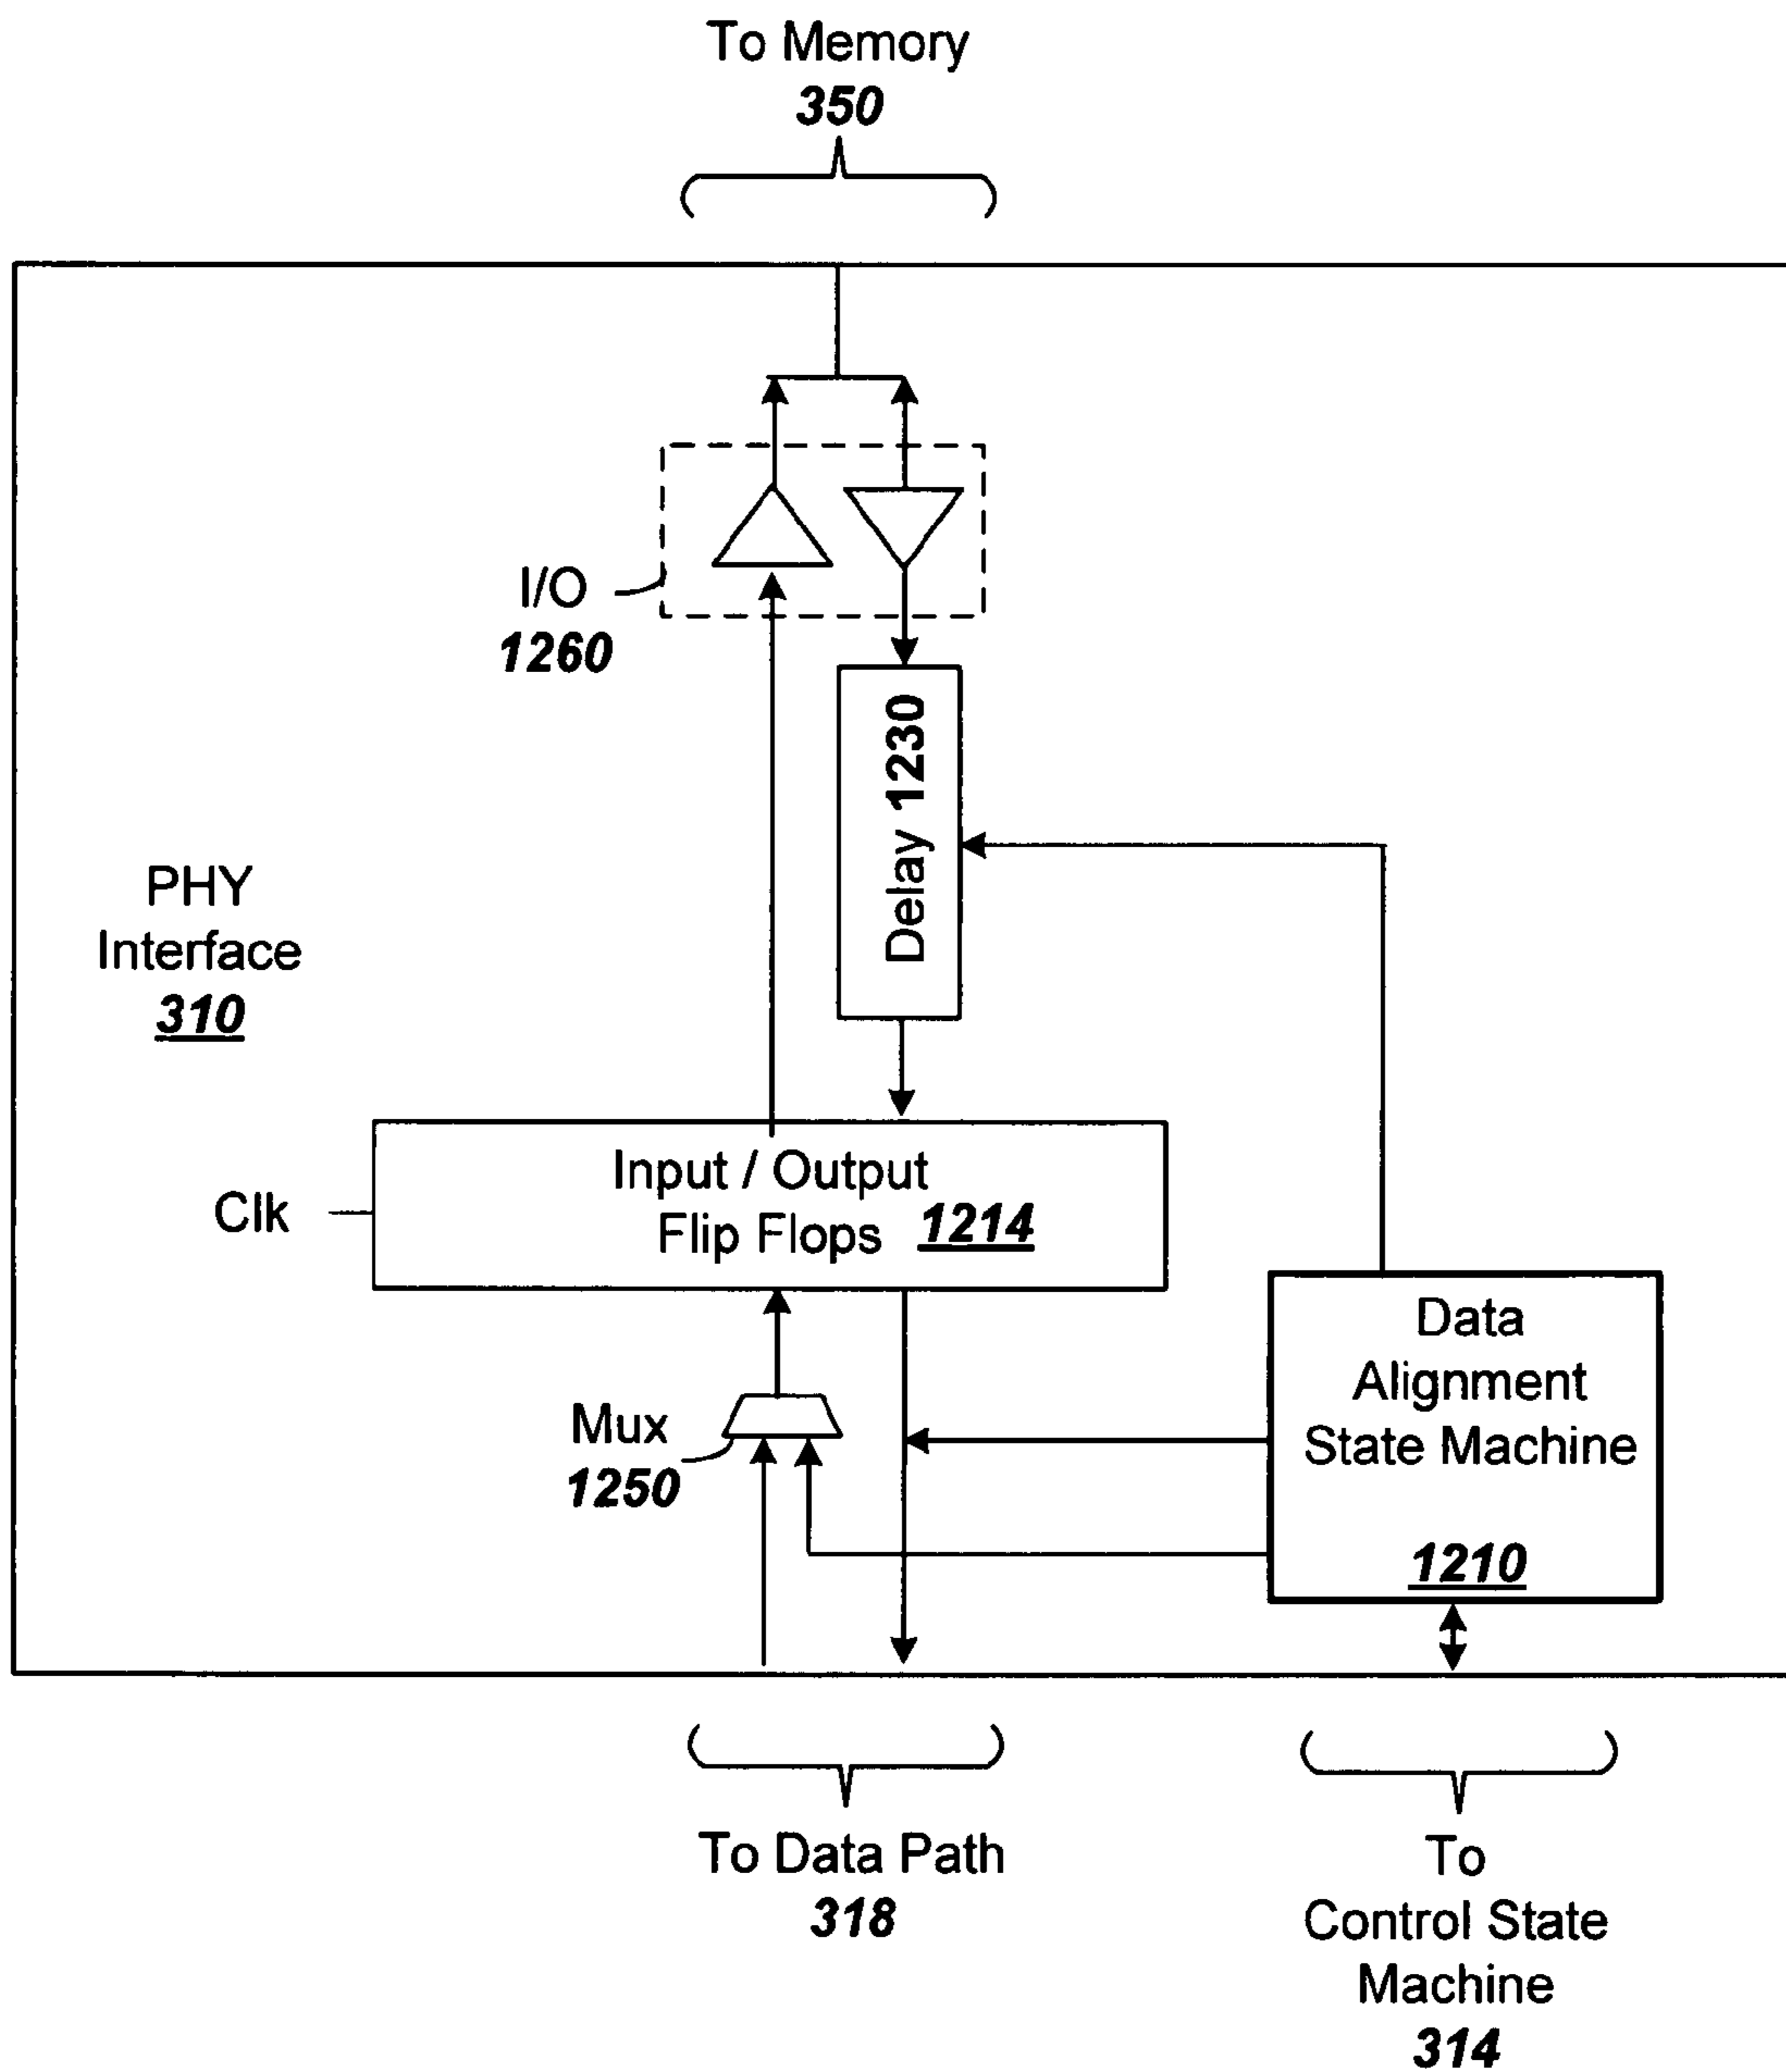 To Memory
350
I/O
1260
Delay 1230
PHY
Interface
310
Input / Output
Flip Flops 1214
Clk
Data
Alignment
State Machine
1210
Mux
1250
To Data Path
318
To
Control State
Machine
314